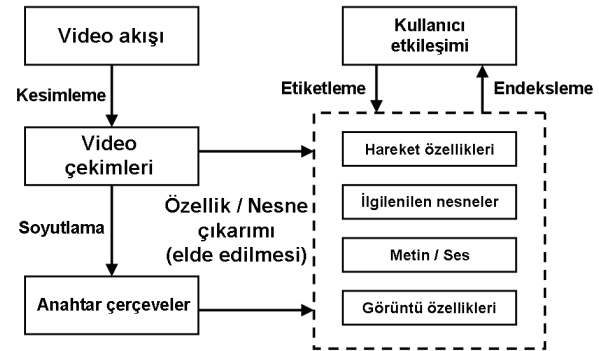 Video akışı
Kullanıcı
etkileşimi
Kesimleme
Etiketleme
Endeksleme
Video
çekimleri
Hareket özellikleri
İlgilenilen nesneler
Özellik / Nesne
çıkarımı
(elde edilmesi)
Soyutlama
Metin / Ses
Anahtar çerçeveler
Görüntü özellikleri